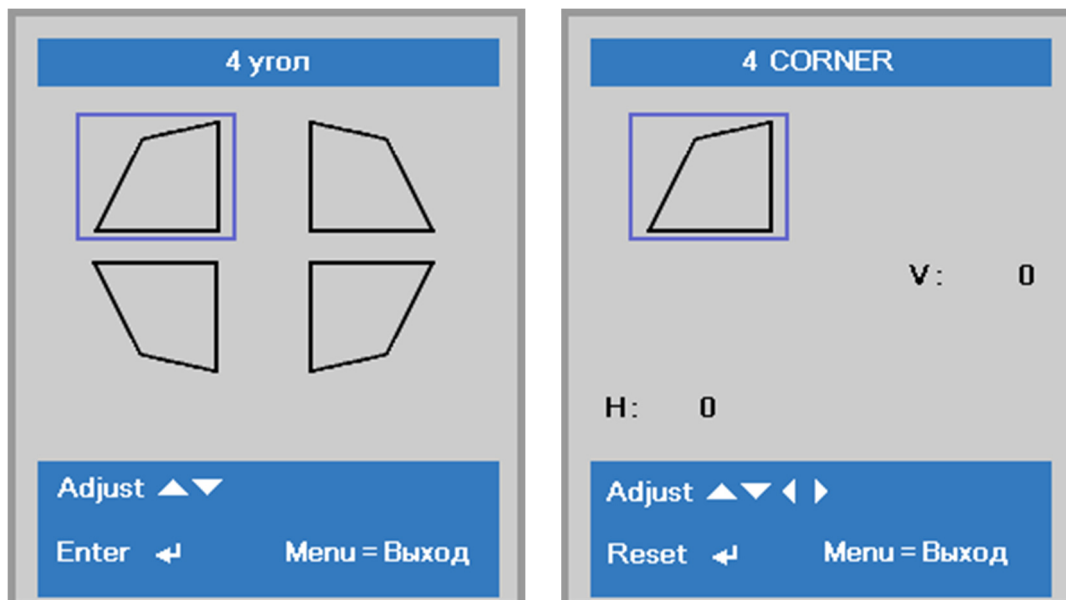 4 угол
Adjust
Enter Menu = Выход
4 CORNER
V: 0
H: 0
Adjust
Reset Menu = Выход